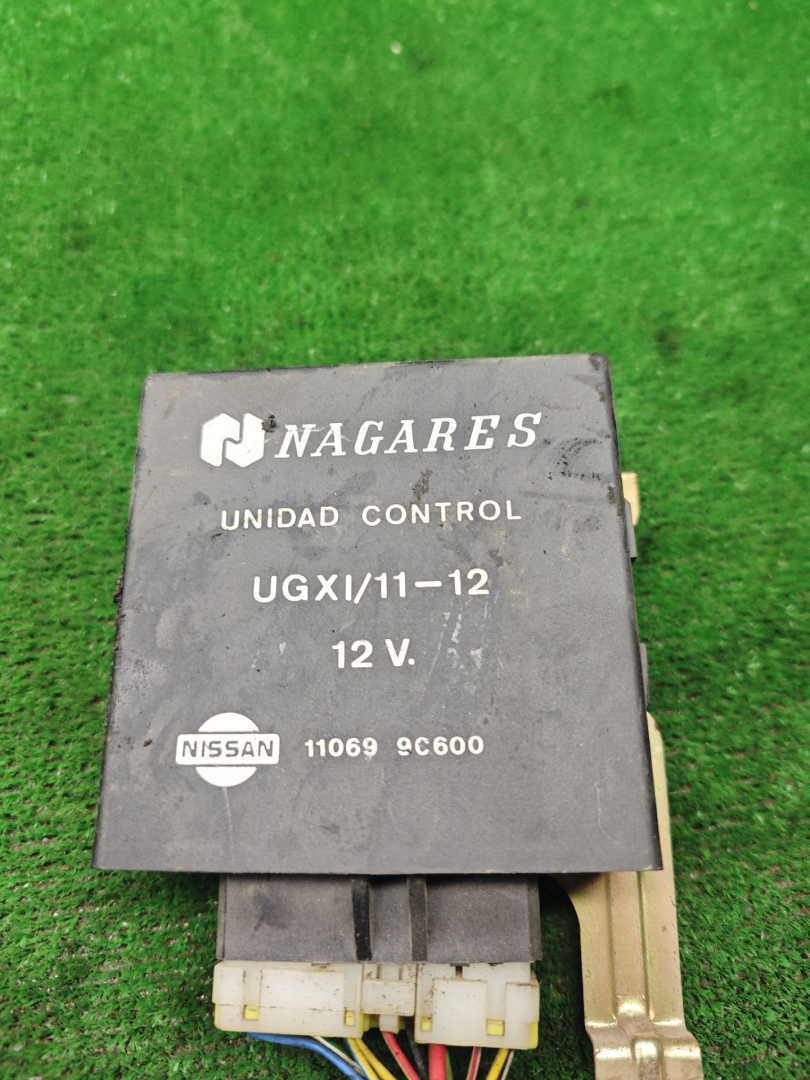 NAGARES
UNIDAD CONTROL
UGXI/11-12
12 V.
NISSAN 11069 9C600